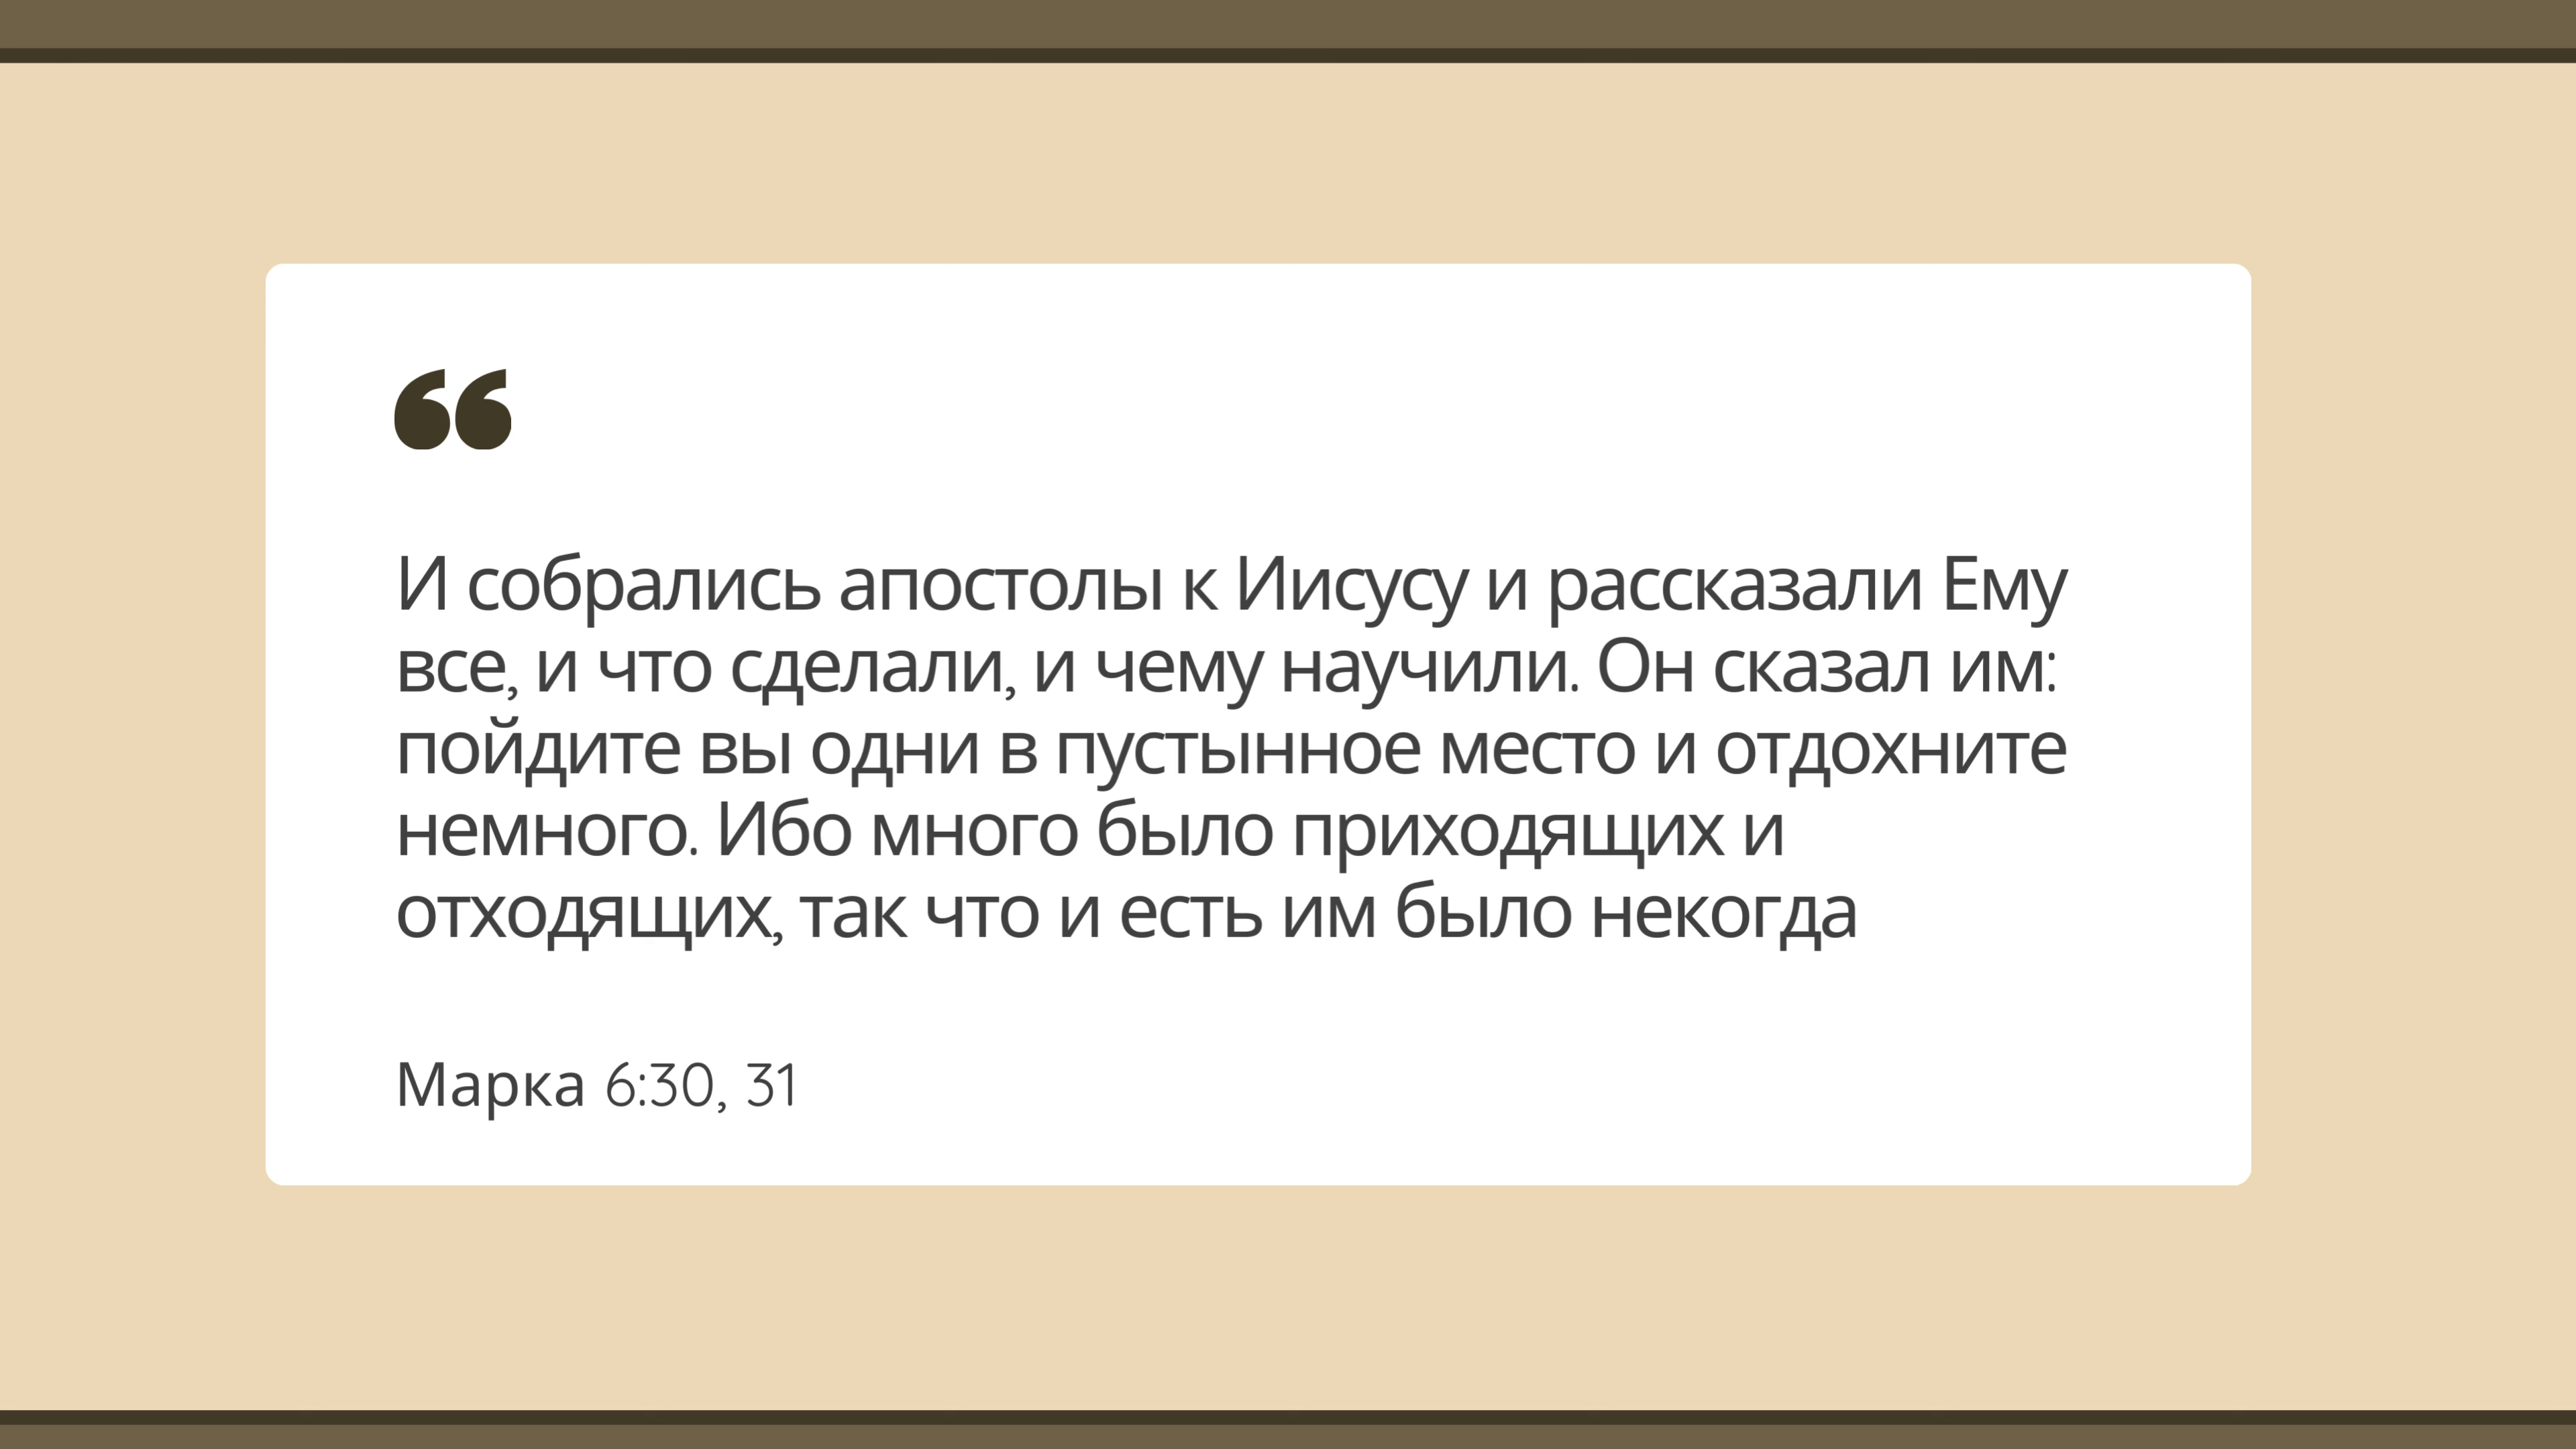 “
И собрались апостолы к Иисусу и рассказали Ему
все, и что сделали, и чему научили. Он сказал им:
пойдите вы одни в пустынное место и отдохните
немного. Ибо много было приходящих и
отходящих, так что и есть им было некогда
Марка 6:30, 31